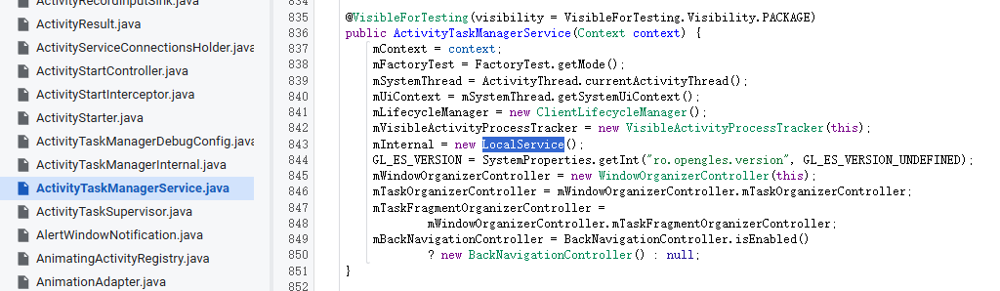 ActivityRecordInputSink.java
ActivityResult.java
ActivityServiceConnectionsHolder.java
ActivityStartController.java
ActivityStartInterceptor.java
ActivityStarter.java
ActivityTaskManagerDebugConfig.java
ActivityTaskManagerInternal.java
ActivityTaskManagerService.java
ActivityTaskSupervisor.java
AlertWindowNotification.java
AnimatingActivityRegistry.java
AnimationAdapter.java
834
835 @VisibleForTesting(visibility = VisibleForTesting.Visibility.PACKAGE)
836 public ActivityTaskManagerService(Context context) {
837 mContext = context;
838 mFactoryTest = FactoryTest.getMode();
839 mSystemThread = ActivityThread.currentActivityThread();
840 mUiContext = mSystemThread.getSystemUiContext();
841 mLifecycleManager = new ClientLifecycleManager();
842 mVisibleActivityProcessTracker = new VisibleActivityProcessTracker(this);
843 mInternal = new LocalService();
844 GL_ES_VERSION = SystemProperties.getInt("ro.opengles.version", GL_ES_VERSION_UNDEFINED);
845 mWindowOrganizerController = new WindowOrganizerController(this);
846 mTaskOrganizerController = mWindowOrganizerController.mTaskOrganizerController;
847 mTaskFragmentOrganizerController =
848 mWindowOrganizerController.mTaskFragmentOrganizerController;
849 mBackNavigationController = BackNavigationController.isEnabled()
850 ? new BackNavigationController() : null;
851 }
852